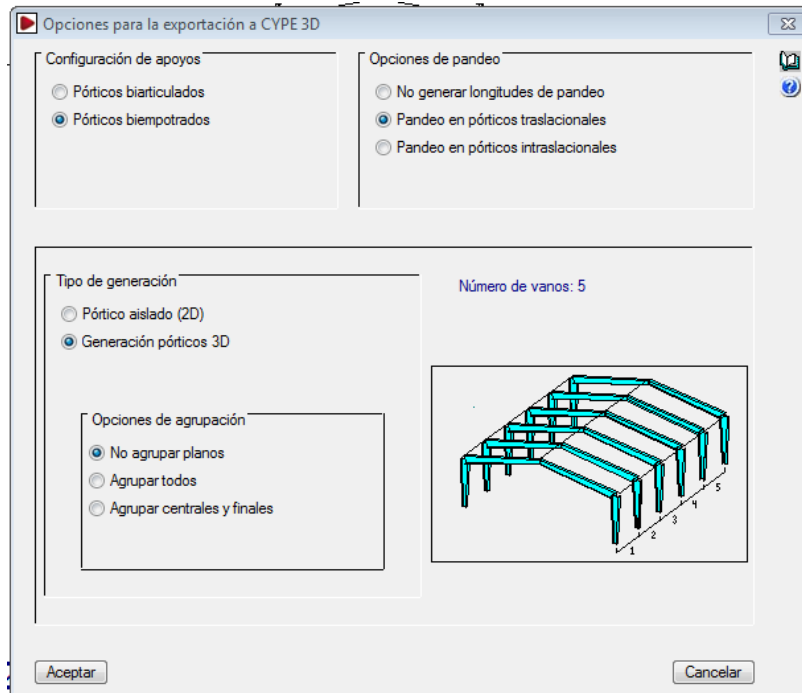 Opciones para la exportación a CYPE 3D
Configuración de apoyos
Pórticos biarticulados
Pórticos biempotrados
Opciones de pandeo
No generar longitudes de pandeo
Pandeo en pórticos traslacionales
Pandeo en pórticos intraslacionales
Tipo de generación
Pórtico aislado (2D)
Generación pórticos 3D
Opciones de agrupación
No agrupar planos
Agrupar todos
Agrupar centrales y finales
Número de vanos: 5
1
2
3
4
5
Aceptar
Cancelar